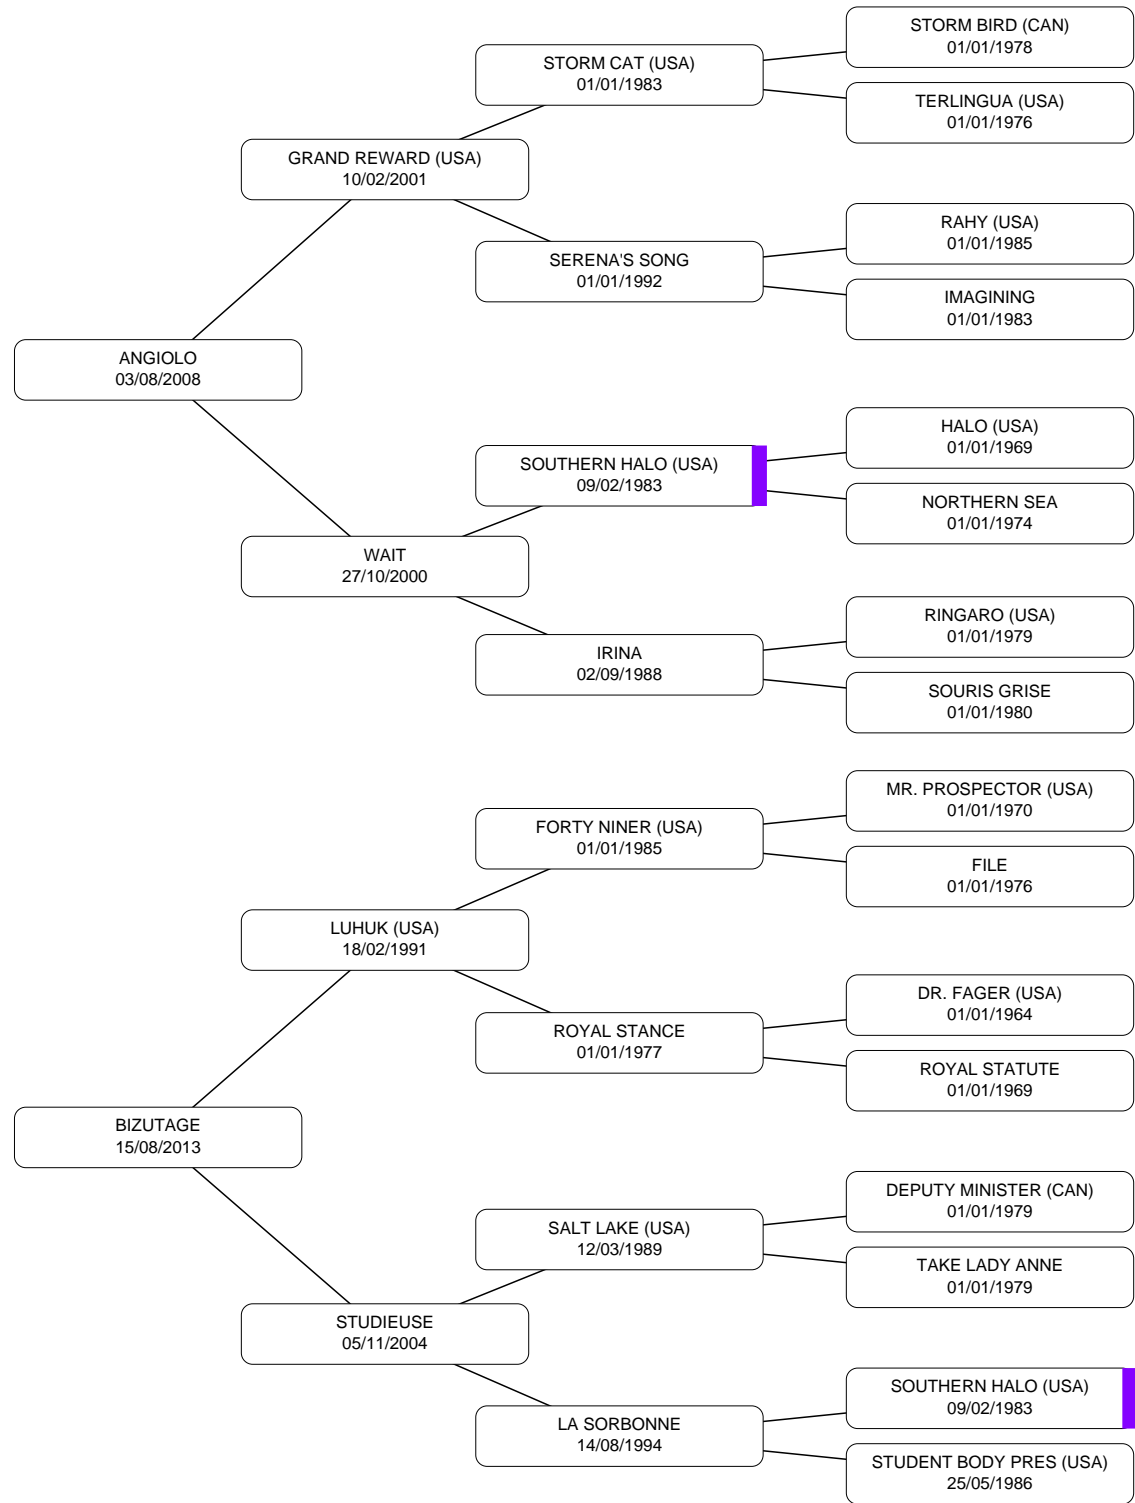 STORM BIRD (CAN)
01/01/1978
STORM CAT (USA)
01/01/1983
TERLINGUA (USA)
01/01/1976
GRAND REWARD (USA)
10/02/2001
RAHY (USA)
01/01/1985
SERENA'S SONG
01/01/1992
IMAGINING
01/01/1983
ANGIOLO
03/08/2008
HALO (USA)
01/01/1969
SOUTHERN HALO (USA)
09/02/1983
NORTHERN SEA
01/01/1974
WAIT
27/10/2000
RINGARO (USA)
01/01/1979
IRINA
02/09/1988
SOURIS GRISE
01/01/1980
MR. PROSPECTOR (USA)
01/01/1970
FORTY NINER (USA)
01/01/1985
FILE
01/01/1976
LUHUK (USA)
18/02/1991
DR. FAGER (USA)
01/01/1964
ROYAL STANCE
01/01/1977
ROYAL STATUTE
01/01/1969
BIZUTAGE
15/08/2013
DEPUTY MINISTER (CAN)
01/01/1979
SALT LAKE (USA)
12/03/1989
TAKE LADY ANNE
01/01/1979
STUDIEUSE
05/11/2004
SOUTHERN HALO (USA)
09/02/1983
LA SORBONNE
14/08/1994
STUDENT BODY PRES (USA)
25/05/1986